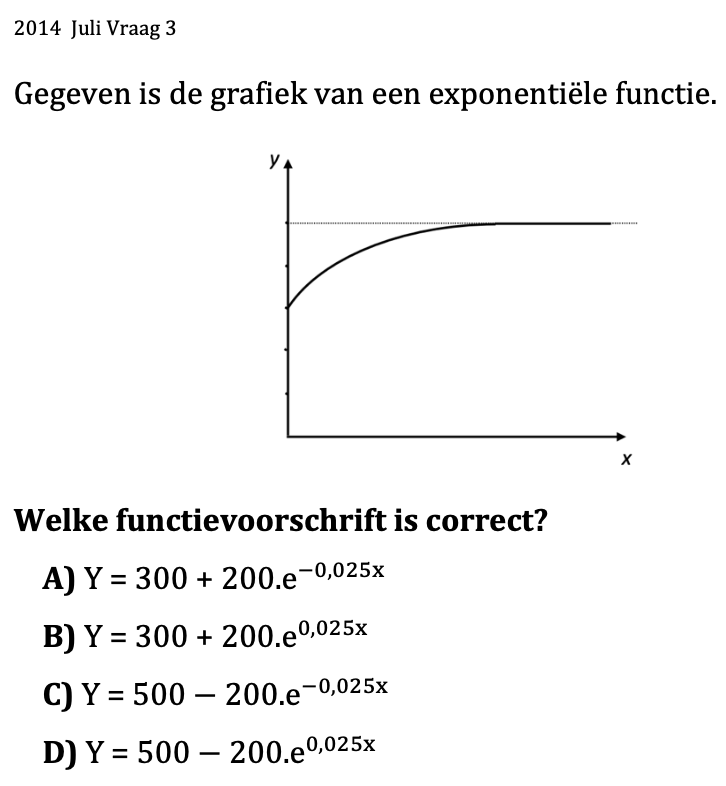 2014 Juli Vraag 3
Gegeven is de grafiek van een exponentiële functie.
y
x
Welke functievoorschrift is correct?
A) Y = 300 + 200.e^{−0,025x}
B) Y = 300 + 200.e^{0,025x}
C) Y = 500 − 200.e^{−0,025x}
D) Y = 500 − 200.e^{0,025x}